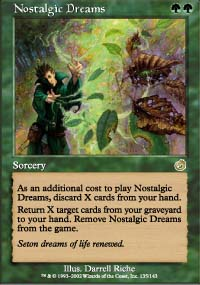 Nostalgic Dreams
Sorcery
As an additional cost to play Nostalgic
Dreams, discard X cards from your hand.
Return X target cards from your graveyard
to your hand. Remove Nostalgic Dreams
from the game.
Seton dreams of life renewed.
Illus. Darrell Riche
™ & © 1993–2002 Wizards of the Coast, Inc. 135/143